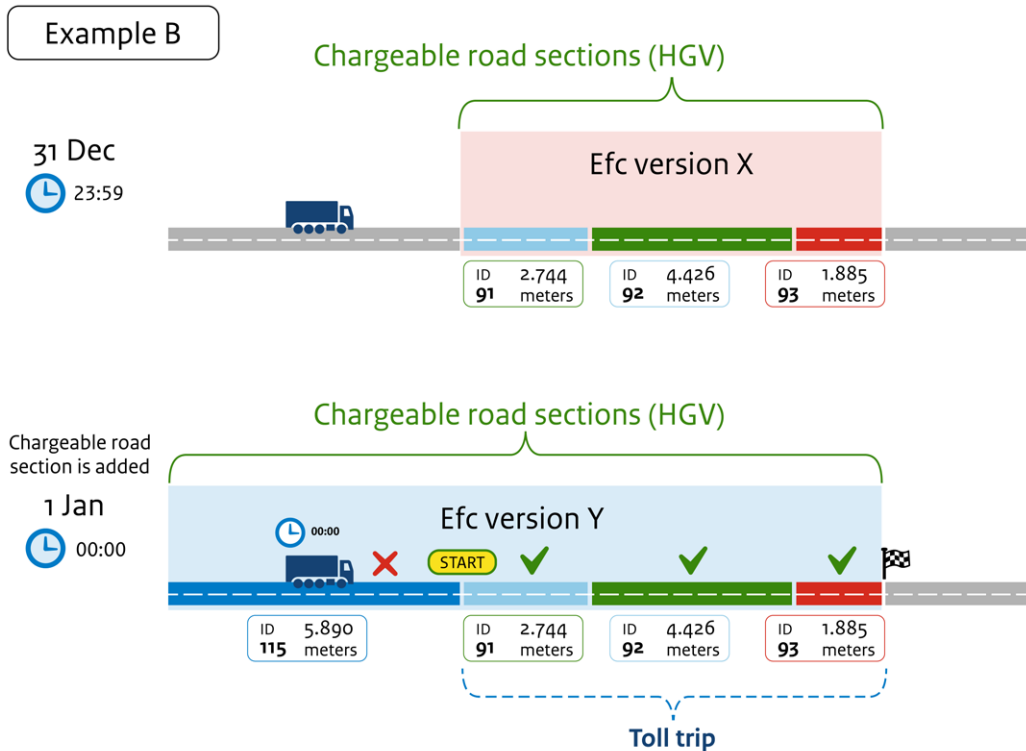 Example B
Chargeable road sections (HGV)
31 Dec
23:59
Efc version X
ID 2.744
91 meters
ID 4.426
92 meters
ID 1.885
93 meters
Chargeable road sections (HGV)
Chargeable road
section is added
1 Jan
00:00
Efc version Y
00:00
START
ID 5.890
115 meters
ID 2.744
91 meters
ID 4.426
92 meters
ID 1.885
93 meters
Toll trip